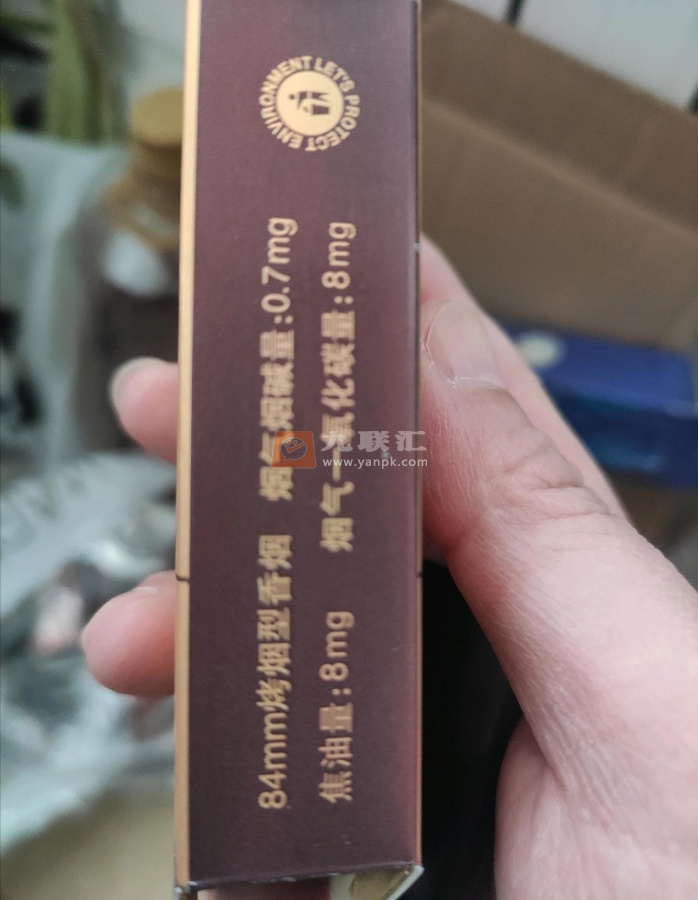 84mm烤烟型香烟 烟气烟碱量:0.7mg
焦油量:8mg 烟气一氧化碳量:8mg
LET'S PROTECT ENVIRONMENT
九联汇
www.yanpk.com